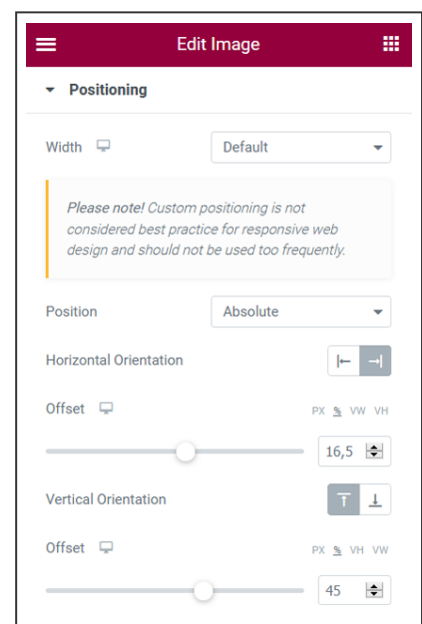 Edit Image
Positioning
Width Default
Please note! Custom positioning is not
considered best practice for responsive web
design and should not be used too frequently.
Position Absolute
Horizontal Orientation
Offset PX % VW VH
16,5
Vertical Orientation
Offset PX % VH VW
45